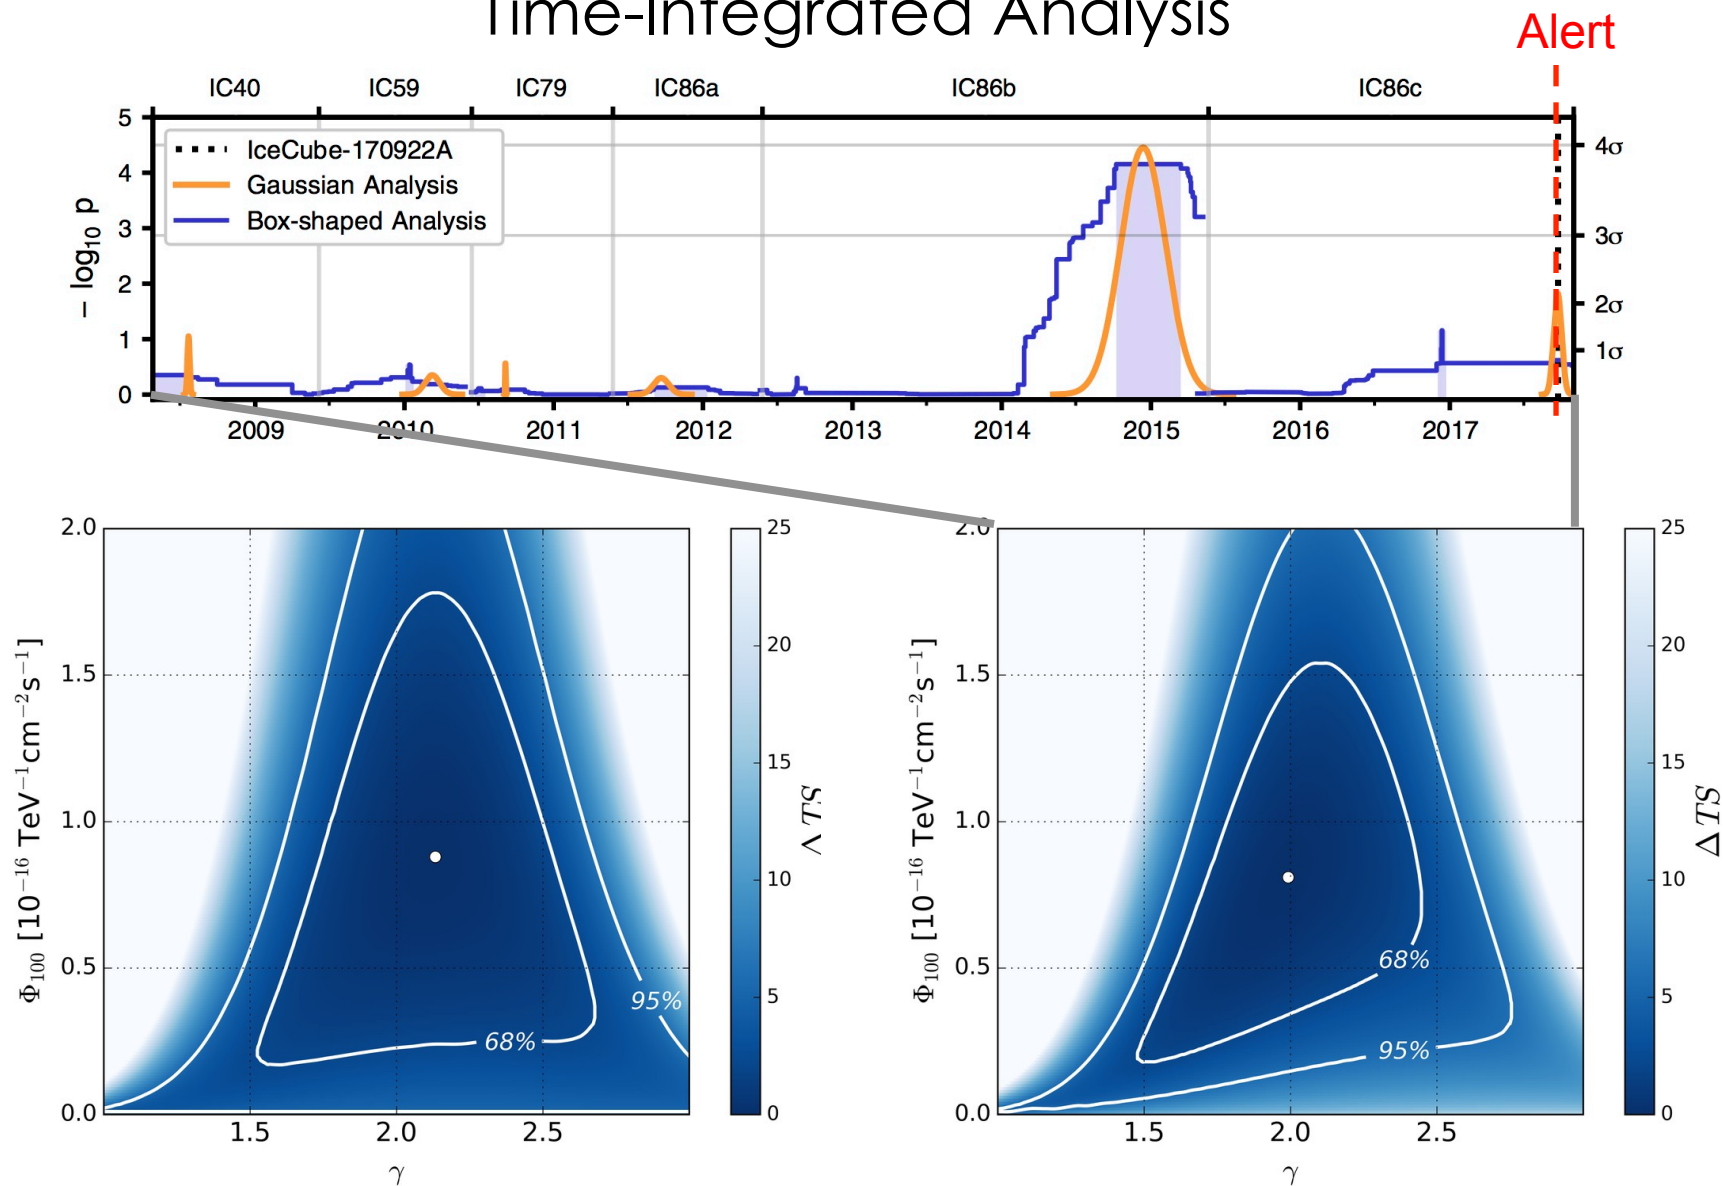 Time-Integrated Analysis
Alert
IC40 IC59 IC79 IC86a IC86b IC86c
IceCube-170922A
Gaussian Analysis
Box-shaped Analysis
− log₁₀ p
5
4
3
2
1
0
4σ
3σ
2σ
1σ
2009 2010 2011 2012 2013 2014 2015 2016 2017
Φ₁₀₀ [10⁻¹⁶ TeV⁻¹cm⁻²s⁻¹]
2.0
1.5
1.0
0.5
0.0
68%
95%
1.5 2.0 2.5
γ
25
20
15
10
5
0
Δ TS
Φ₁₀₀ [10⁻¹⁶ TeV⁻¹cm⁻²s⁻¹]
2.0
1.5
1.0
0.5
0.0
68%
95%
1.5 2.0 2.5
γ
25
20
15
10
5
0
Δ TS